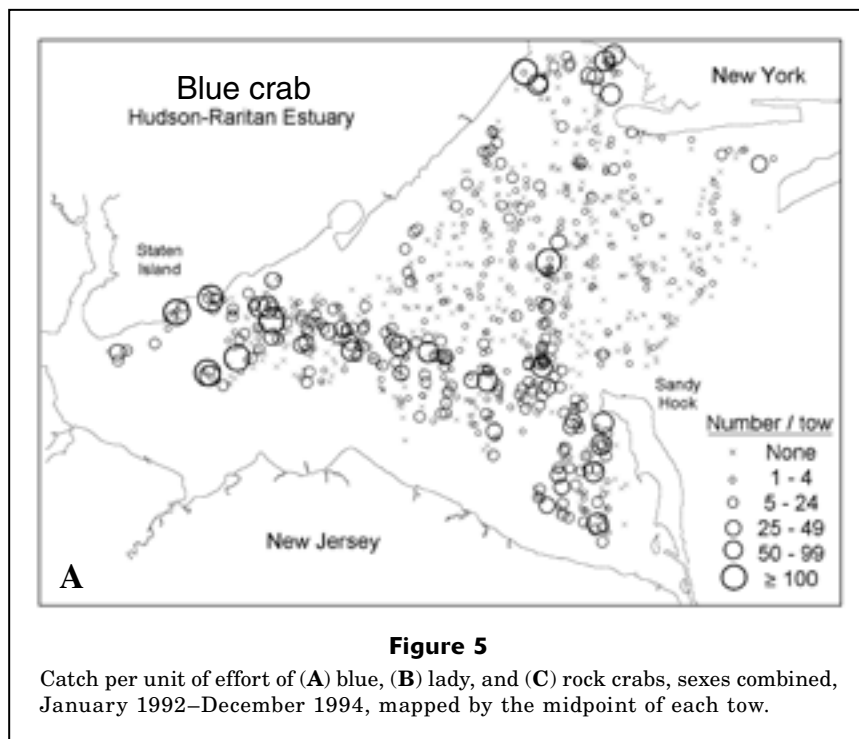 Blue crab
Hudson-Raritan Estuary
New York
Staten
Island
Sandy
Hook
Number / tow
None
1 - 4
5 - 24
25 - 49
50 - 99
≥ 100
New Jersey
A
Figure 5
Catch per unit of effort of (A) blue, (B) lady, and (C) rock crabs, sexes combined,
January 1992–December 1994, mapped by the midpoint of each tow.